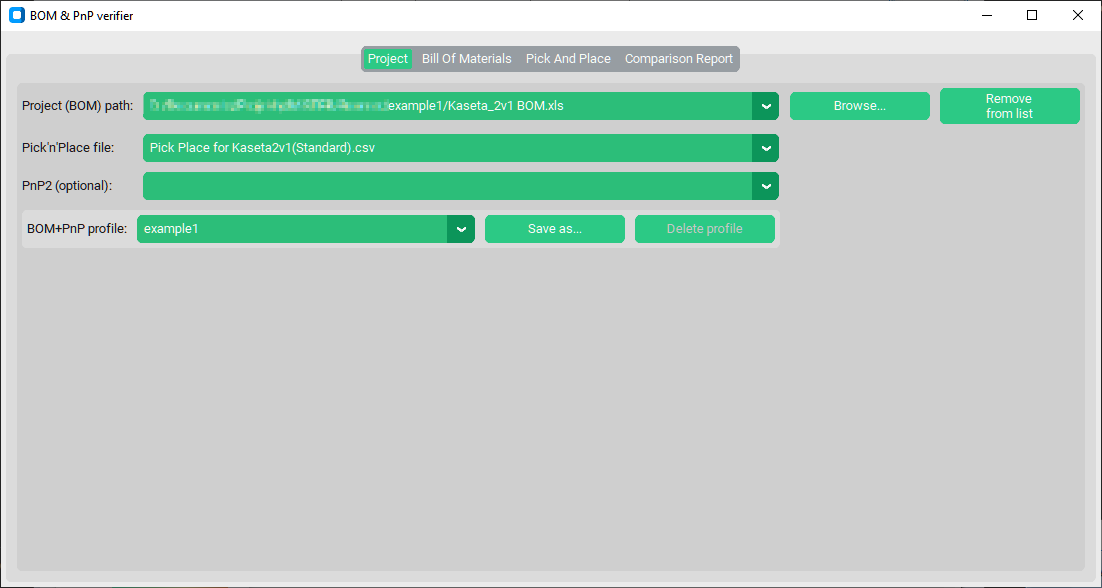 BOM & PnP verifier
Project Bill Of Materials Pick And Place Comparison Report
Project (BOM) path: example1/Kaseta_2v1 BOM.xls Browse... Remove
from list
Pick'n'Place file: Pick Place for Kaseta2v1(Standard).csv
PnP2 (optional):
BOM+PnP profile: example1 Save as... Delete profile